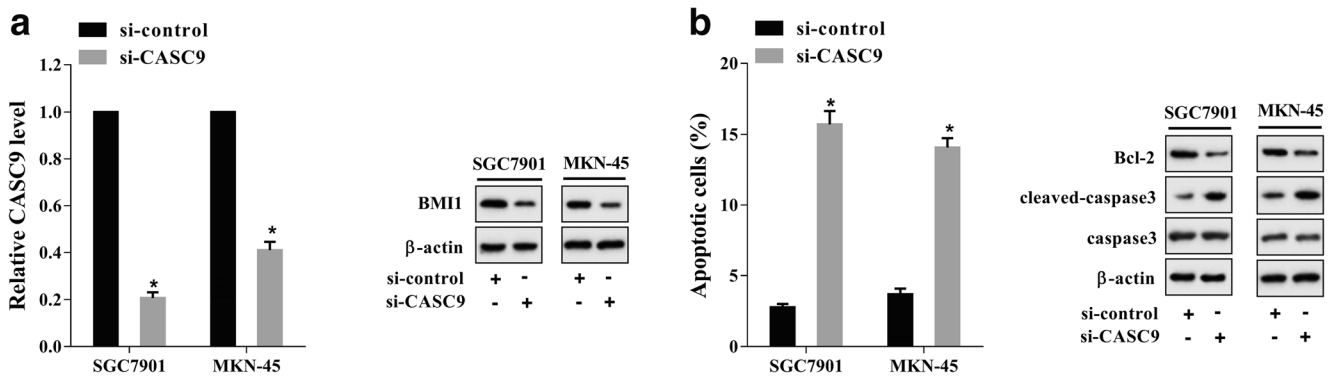 a
si-control
si-CASC9
Relative CASC9 level
1.2
1.0
0.8
0.6
0.4
0.2
0.0
*
*
SGC7901 MKN-45
SGC7901 MKN-45
BMI1
β-actin
si-control + - + -
si-CASC9 - + - +
b
si-control
si-CASC9
Apoptotic cells (%)
20
15
10
5
0
*
*
SGC7901 MKN-45
SGC7901 MKN-45
Bcl-2
cleaved-caspase3
caspase3
β-actin
si-control + - + -
si-CASC9 - + - +